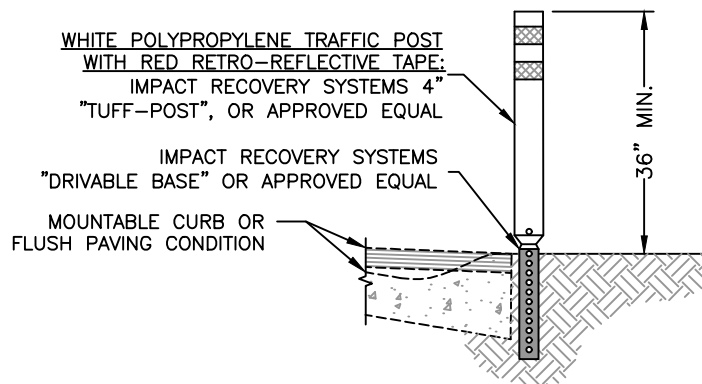 WHITE POLYPROPYLENE TRAFFIC POST
WITH RED RETRO-REFLECTIVE TAPE:
IMPACT RECOVERY SYSTEMS 4"
"TUFF-POST", OR APPROVED EQUAL
IMPACT RECOVERY SYSTEMS
"DRIVABLE BASE" OR APPROVED EQUAL
MOUNTABLE CURB OR
FLUSH PAVING CONDITION
36" MIN.